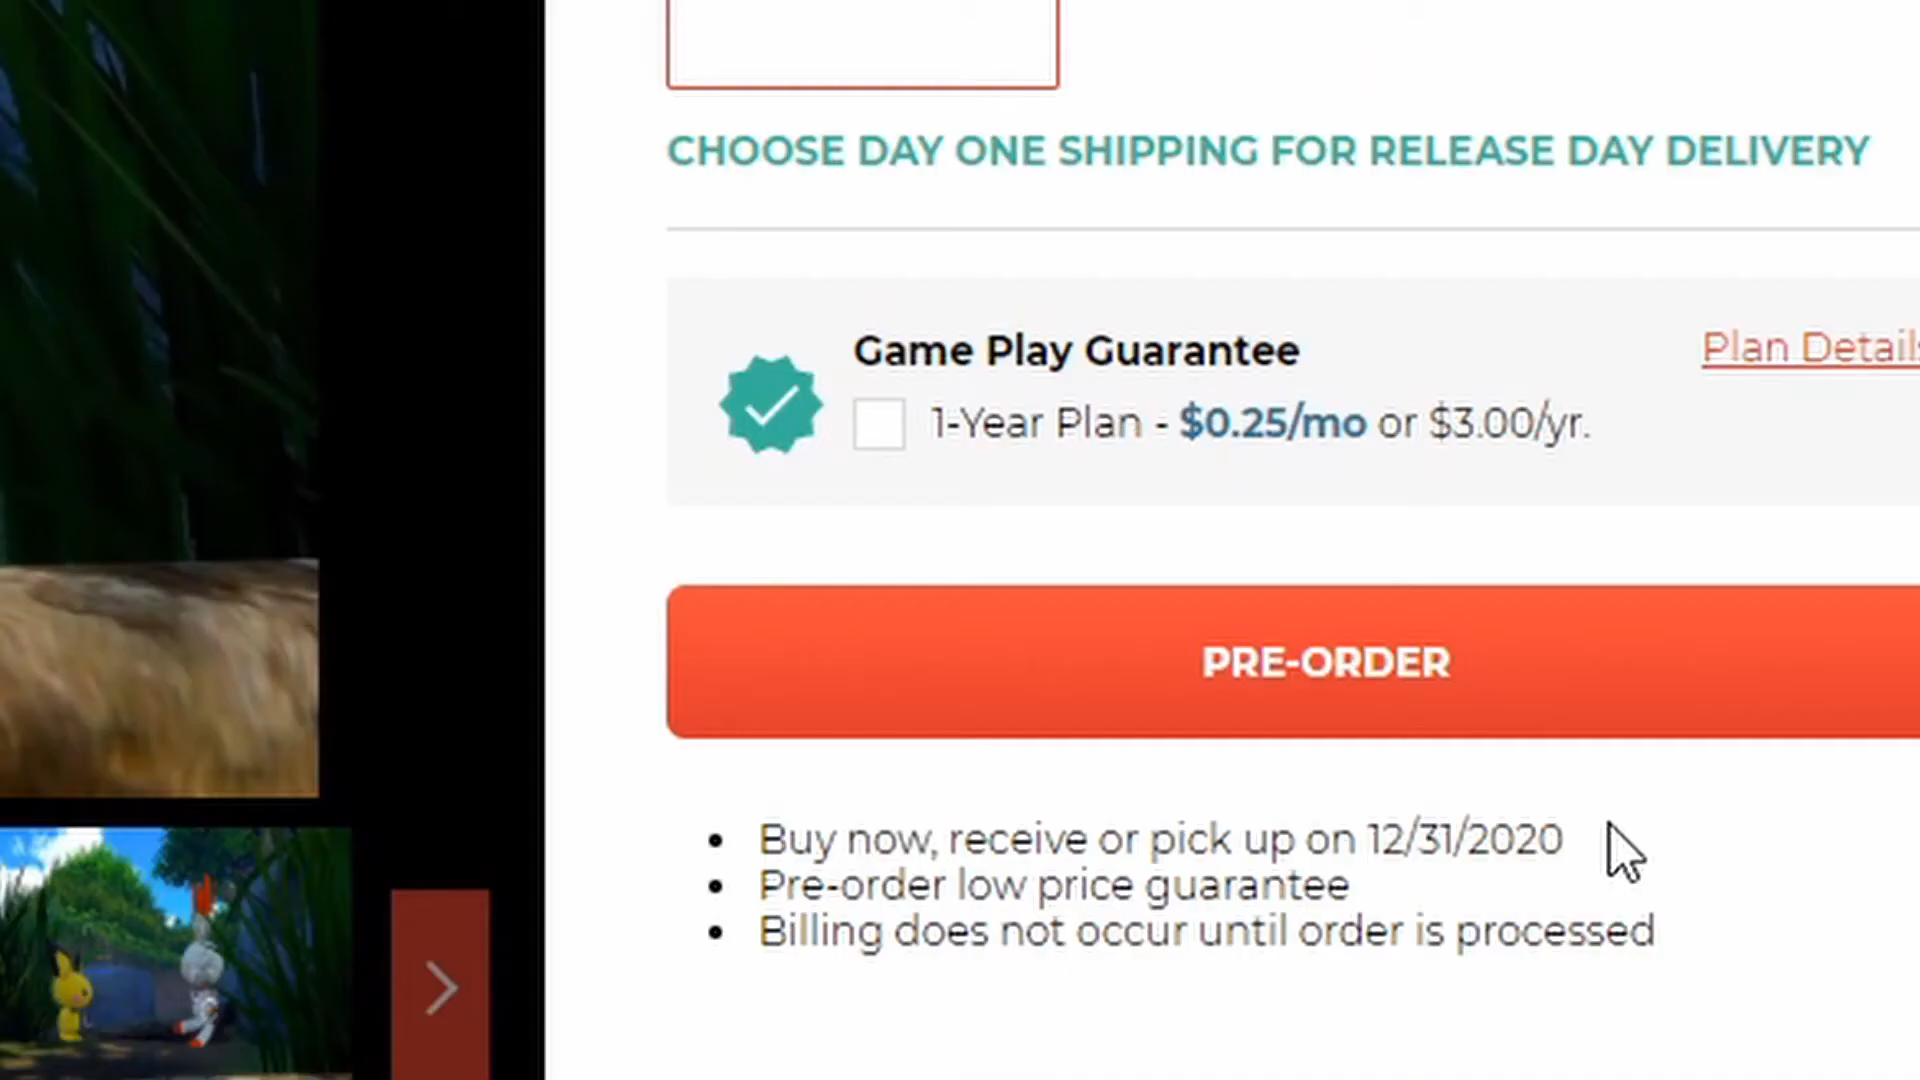 CHOOSE DAY ONE SHIPPING FOR RELEASE DAY DELIVERY
Game Play Guarantee
Plan Details
1-Year Plan - $0.25/mo or $3.00/yr.
PRE-ORDER
Buy now, receive or pick up on 12/31/2020
Pre-order low price guarantee
Billing does not occur until order is processed